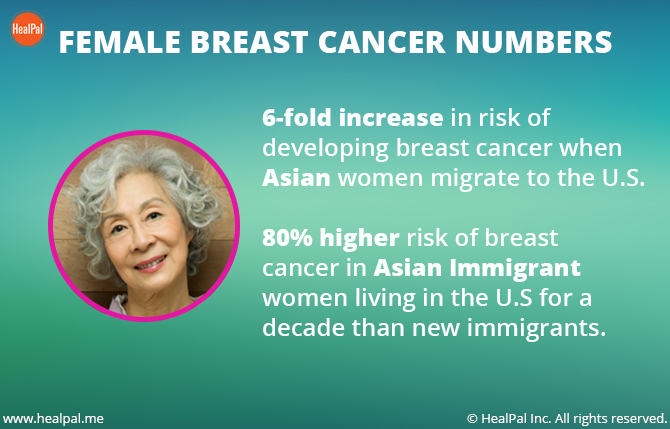 HealPal
FEMALE BREAST CANCER NUMBERS
6-fold increase in risk of
developing breast cancer when
Asian women migrate to the U.S.
80% higher risk of breast
cancer in Asian Immigrant
women living in the U.S for a
decade than new immigrants.
www.healpal.me
© HealPal Inc. All rights reserved.